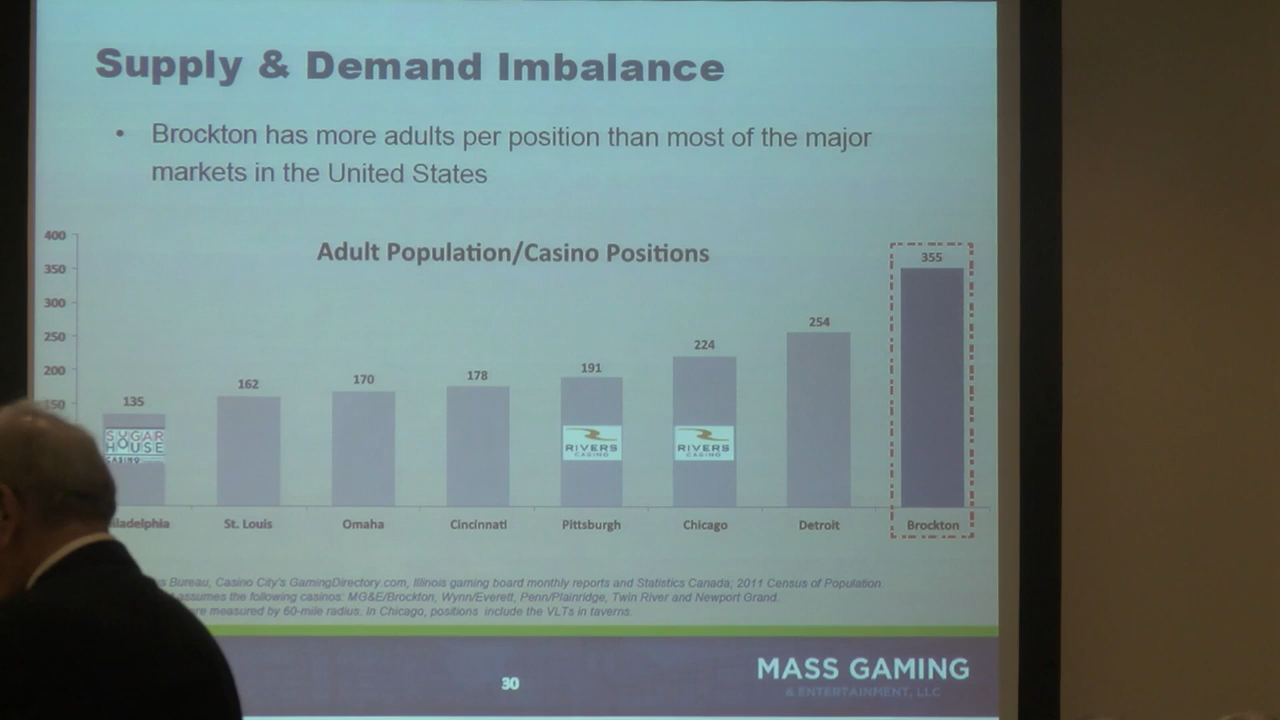 Supply & Demand Imbalance
• Brockton has more adults per position than most of the major
markets in the United States
Adult Population/Casino Positions
400
350
300
250
200
150
135
162
170
178
191
224
254
355
SUGAR
HOUSE
CASINO
RIVERS
CASINO
RIVERS
CASINO
St. Louis
Omaha
Cincinnati
Pittsburgh
Chicago
Detroit
Brockton
Bureau, Casino City's GamingDirectory.com, Illinois gaming board monthly reports and Statistics Canada; 2011 Census of Population
assumes the following casinos: MG&E/Brockton, Wynn/Everett, Penn/Plainridge, Twin River and Newport Grand.
measured by 60-mile radius. In Chicago, positions include the VLTs in taverns.
30
MASS GAMING
& ENTERTAINMENT, LLC